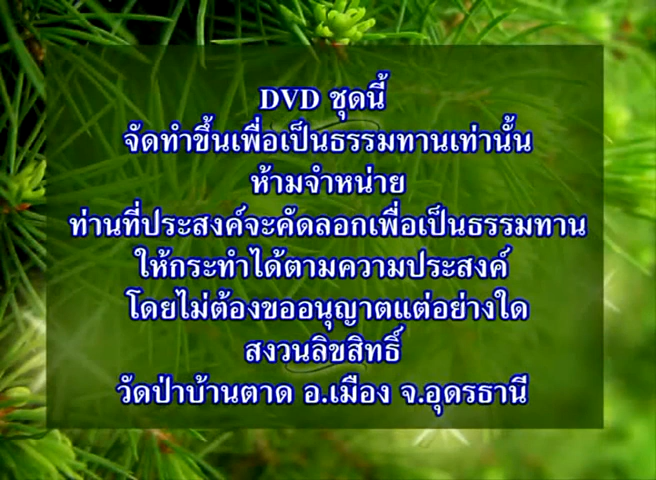 DVD ชุดนี้
จัดทำขึ้นเพื่อเป็นธรรมทานเท่านั้น
ห้ามจำหน่าย
ท่านที่ประสงค์จะคัดลอกเพื่อเป็นธรรมทาน
ให้กระทำได้ตามความประสงค์
โดยไม่ต้องขออนุญาตแต่อย่างใด
สงวนลิขสิทธิ์
วัดป่าบ้านตาด อ.เมือง จ.อุดรธานี